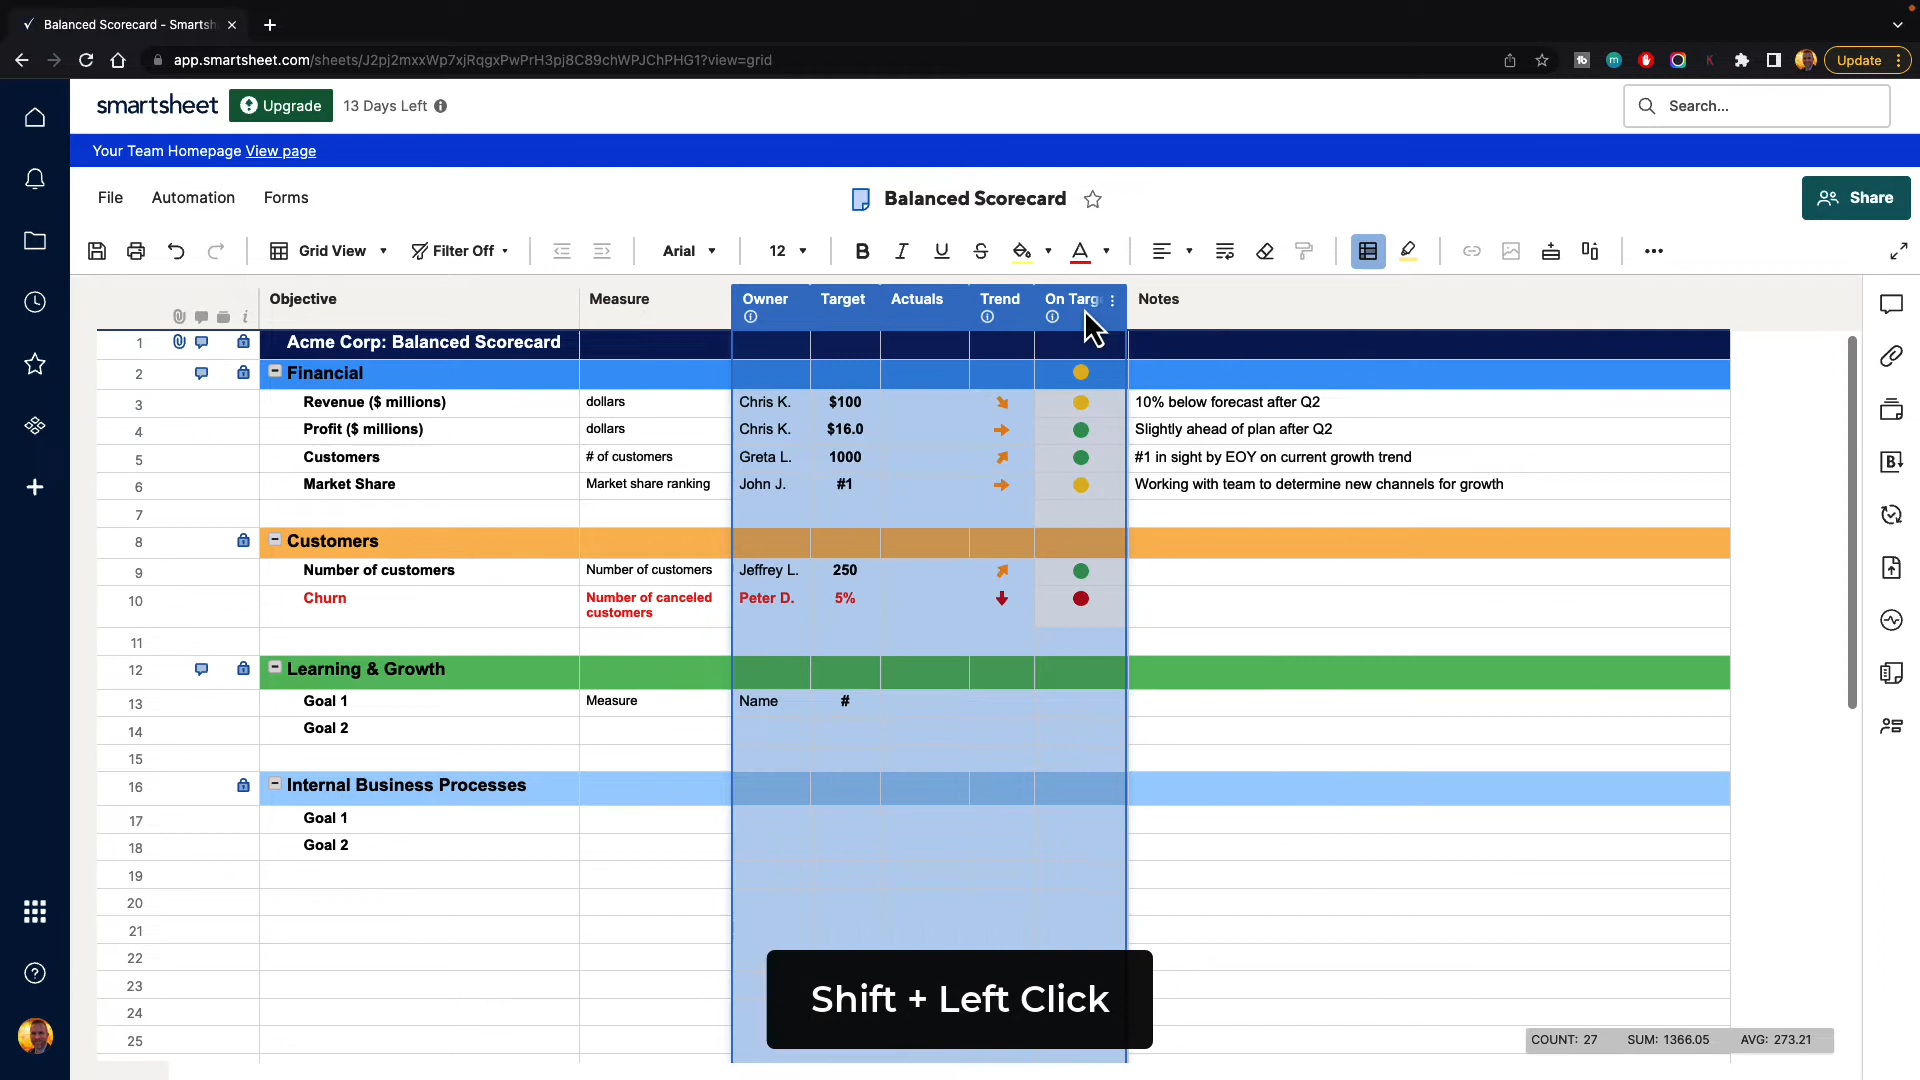 Balanced Scorecard - Smartsh
app.smartsheet.com/sheets/J2pj2mxxWp7xjRqgxPwPrH3pj8C89chWPJChPHG1?view=grid
Update
smartsheet Upgrade 13 Days Left
Search...
Your Team Homepage View page
File Automation Forms
Balanced Scorecard
Share
Grid View Filter Off Arial 12 B I U S A
Objective Measure Owner Target Actuals Trend On Targ Notes
1 Acme Corp: Balanced Scorecard
2 Financial
3 Revenue ($ millions) dollars Chris K. $100 10% below forecast after Q2
4 Profit ($ millions) dollars Chris K. $16.0 Slightly ahead of plan after Q2
5 Customers # of customers Greta L. 1000 #1 in sight by EOY on current growth trend
6 Market Share Market share ranking John J. #1 Working with team to determine new channels for growth
7
8 Customers
9 Number of customers Number of customers Jeffrey L. 250
10 Churn Number of canceled customers Peter D. 5%
11
12 Learning & Growth
13 Goal 1 Measure Name #
14 Goal 2
15
16 Internal Business Processes
17 Goal 1
18 Goal 2
19
20
21
22
23
24
25
Shift + Left Click
COUNT: 27 SUM: 1366.05 AVG: 273.21